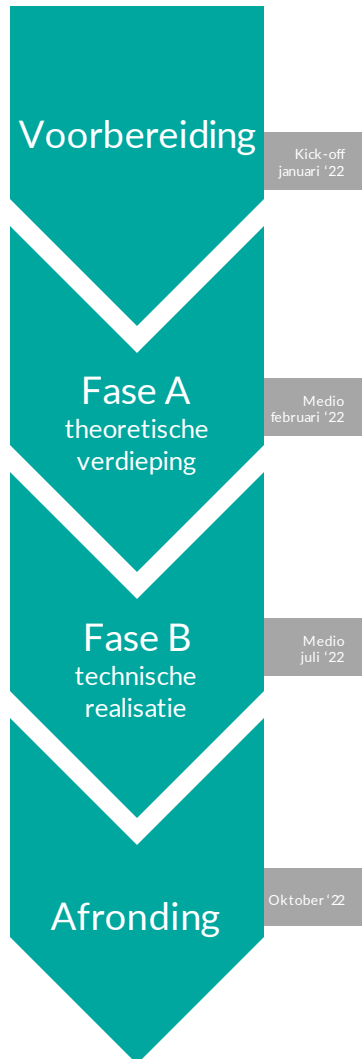 Voorbereiding
Kick-off
januari ‘22
Fase A
theoretische
verdieping
Medio
februari ‘22
Fase B
technische
realisatie
Medio
juli ‘22
Afronding
Oktober ‘22